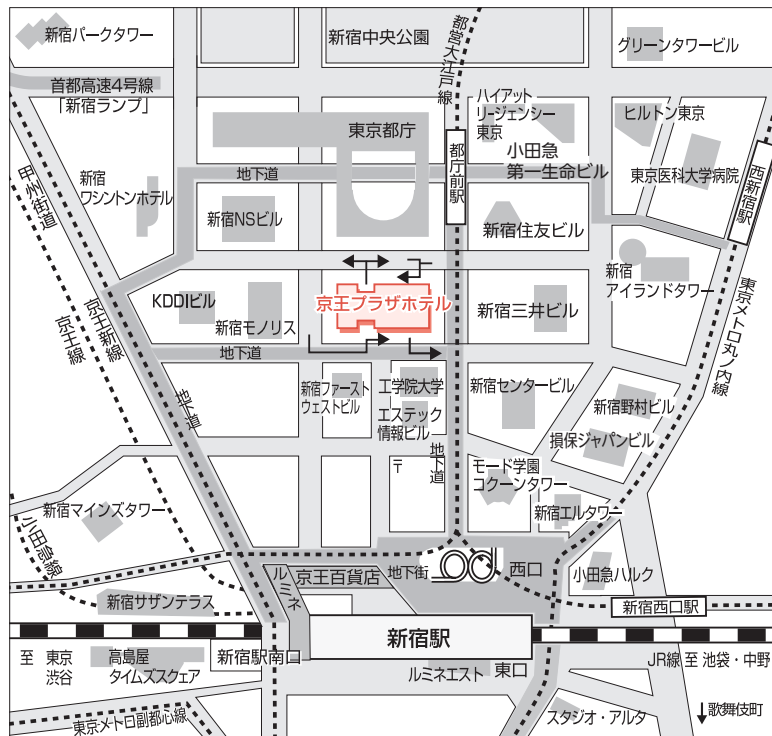 新宿パークタワー
新宿中央公園
都営大江戸線
グリーンタワービル
首都高速4号線
「新宿ランプ」
ハイアット
リージェンシー
東京
ヒルトン東京
東京都庁
都庁前駅
小田急
第一生命ビル
東京医科大学病院
西新宿駅
甲州街道
新宿
ワシントンホテル
地下道
新宿NSビル
新宿住友ビル
新宿
アイランドタワー
東京メトロ丸ノ内線
京王線
京王新線
KDDIビル
新宿モノリス
京王プラザホテル
新宿三井ビル
地下道
地下道
新宿ファースト
ウェストビル
工学院大学
エステック
情報ビル
新宿センタービル
新宿野村ビル
損保ジャパンビル
〒
地下道
モード学園
コクーンタワー
新宿エルタワー
新宿マインズタワー
小田急線
ルミネ
京王百貨店
地下街
西口
小田急ハルク
新宿サザンテラス
新宿西口駅
新宿駅
新宿駅南口
至 東京
渋谷
高島屋
タイムズスクェア
ルミネエスト
東口
JR線 至 池袋・中野
東京メトロ副都心線
スタジオ・アルタ
歌舞伎町